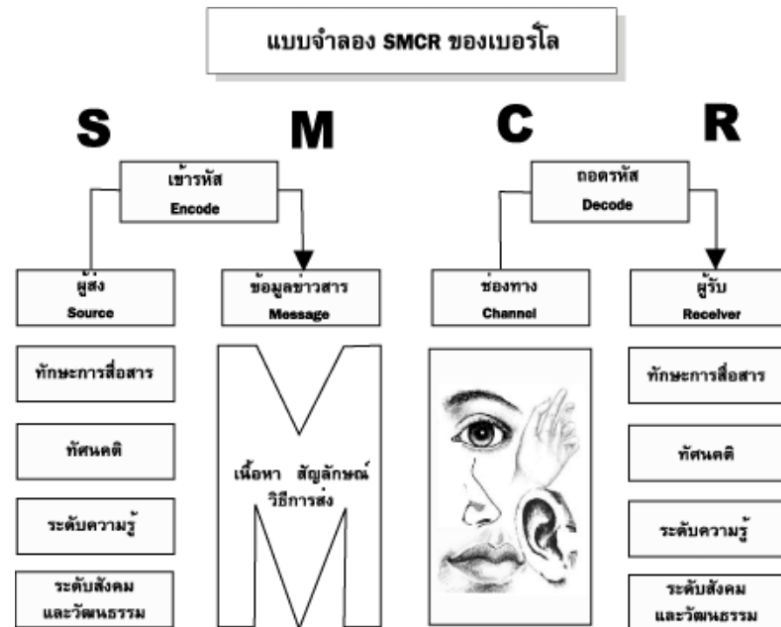 แบบจำลอง SMCR ของเบอร์โล
S M C R
เข้ารหัส
Encode
ถอดรหัส
Decode
ผู้ส่ง
Source
ข้อมูลข่าวสาร
Message
ช่องทาง
Channel
ผู้รับ
Receiver
ทักษะการสื่อสาร
ทัศนคติ
ระดับความรู้
ระดับสังคม
และวัฒนธรรม
เนื้อหา สัญลักษณ์
วิธีการส่ง
ทักษะการสื่อสาร
ทัศนคติ
ระดับความรู้
ระดับสังคม
และวัฒนธรรม